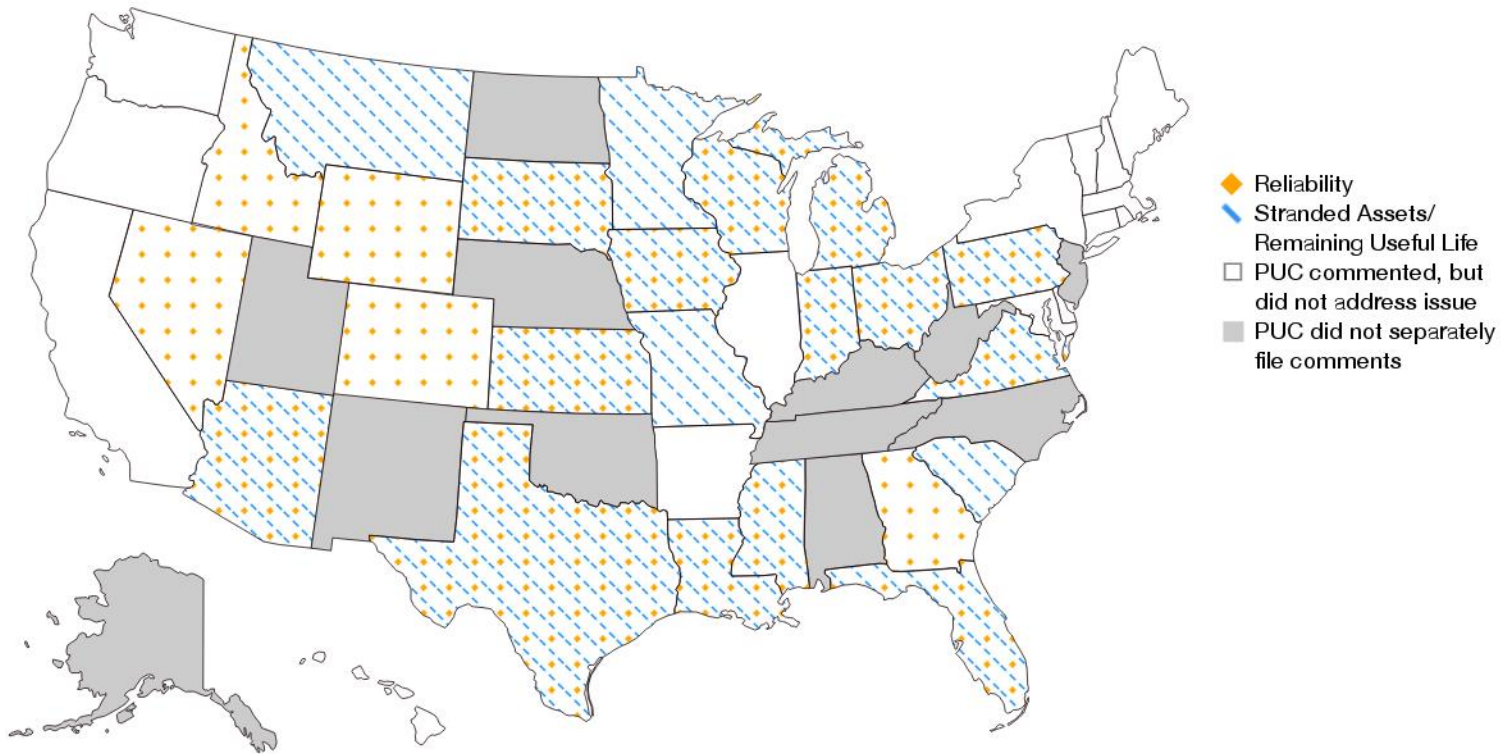 Reliability
Stranded Assets/
Remaining Useful Life
PUC commented, but
did not address issue
PUC did not separately
file comments